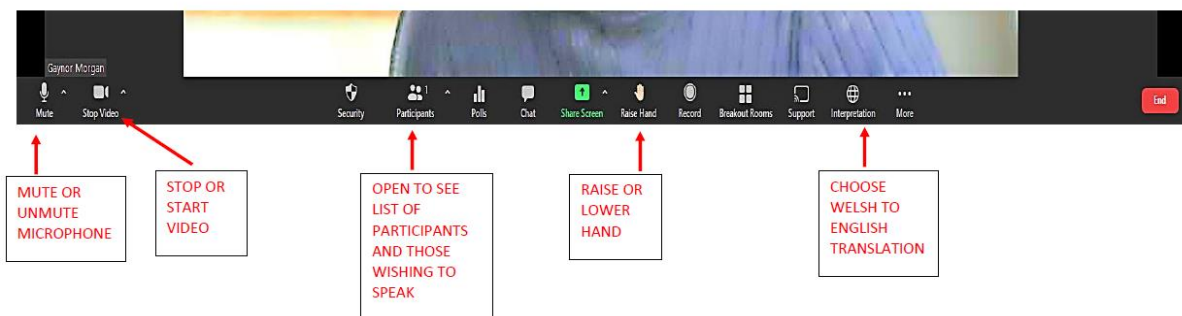 Gaynor Morgan
Mute
Stop Video
Security
1
Participants
Polls
Chat
Share Screen
Raise Hand
Record
Breakout Rooms
Support
Interpretation
More
End
MUTE OR
UNMUTE
MICROPHONE
STOP OR
START
VIDEO
OPEN TO SEE
LIST OF
PARTICIPANTS
AND THOSE
WISHING TO
SPEAK
RAISE OR
LOWER
HAND
CHOOSE
WELSH TO
ENGLISH
TRANSLATION